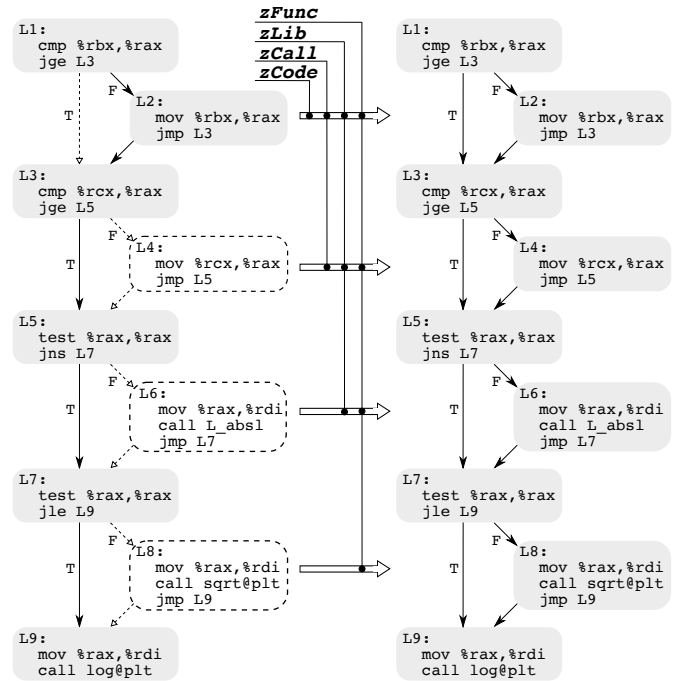 zFunc
zLib
zCall
zCode
L1:
cmp %rbx,%rax
jge L3
T
F
L2:
mov %rbx,%rax
jmp L3
L3:
cmp %rcx,%rax
jge L5
T
F
L4:
mov %rcx,%rax
jmp L5
L5:
test %rax,%rax
jns L7
T
F
L6:
mov %rax,%rdi
call L_absl
jmp L7
L7:
test %rax,%rax
jle L9
T
F
L8:
mov %rax,%rdi
call sqrt@plt
jmp L9
L9:
mov %rax,%rdi
call log@plt
L1:
cmp %rbx,%rax
jge L3
T
F
L2:
mov %rbx,%rax
jmp L3
L3:
cmp %rcx,%rax
jge L5
T
F
L4:
mov %rcx,%rax
jmp L5
L5:
test %rax,%rax
jns L7
T
F
L6:
mov %rax,%rdi
call L_absl
jmp L7
L7:
test %rax,%rax
jle L9
T
F
L8:
mov %rax,%rdi
call sqrt@plt
jmp L9
L9:
mov %rax,%rdi
call log@plt